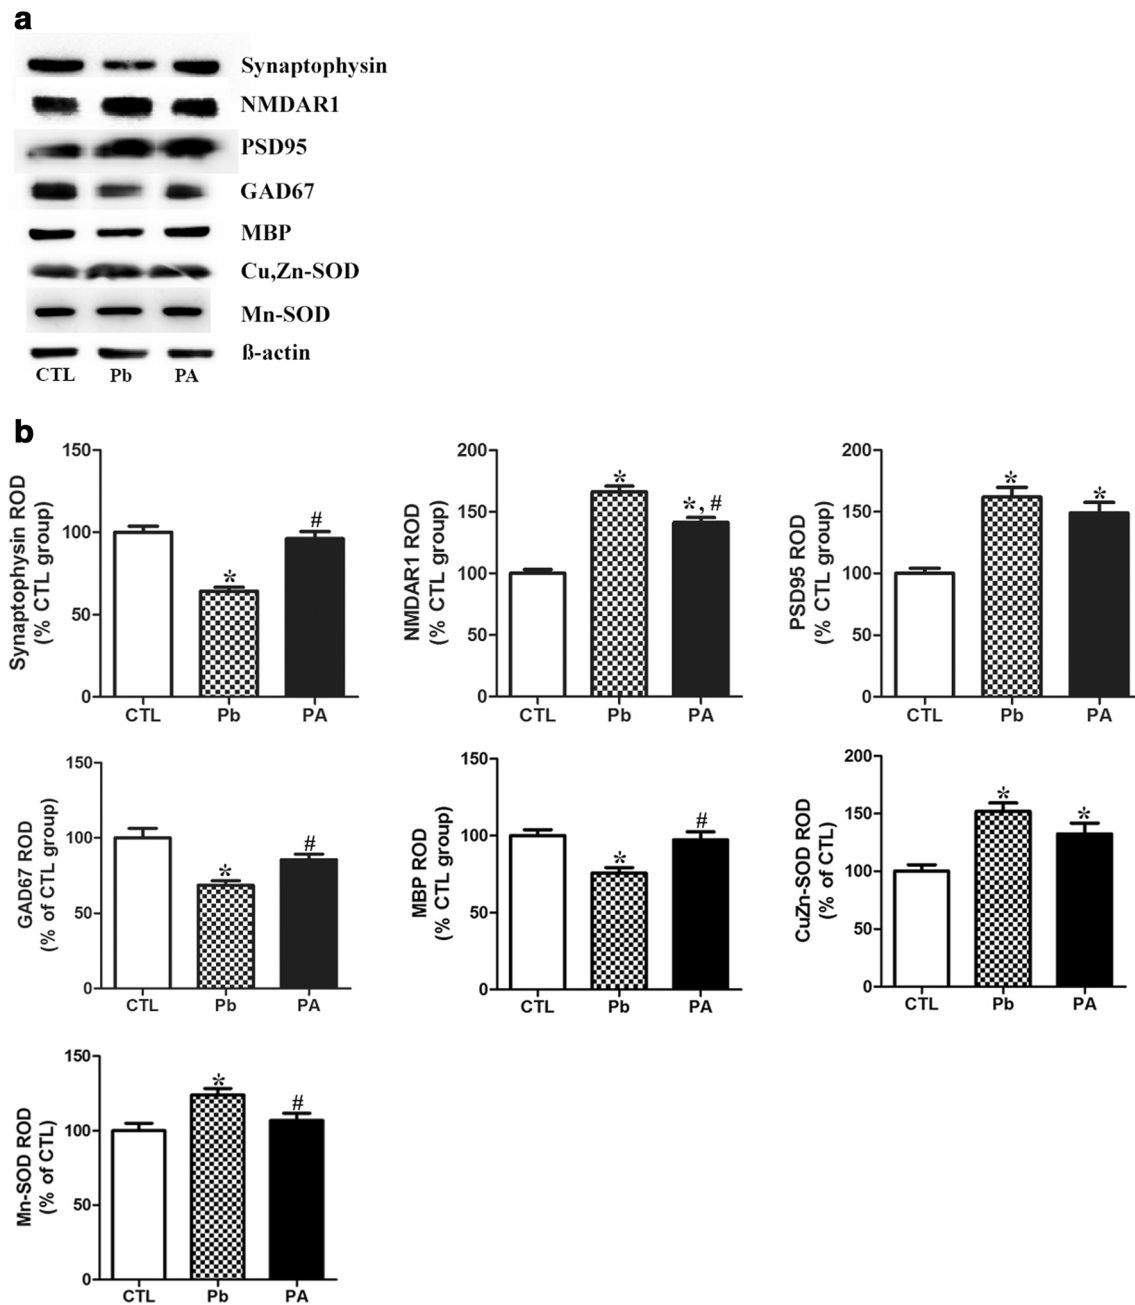 a
Synaptophysin
NMDAR1
PSD95
GAD67
MBP
Cu,Zn-SOD
Mn-SOD
ß-actin
CTL Pb PA
b
Synaptophysin ROD
(% CTL group)
150
100
50
0
*
#
CTL Pb PA
NMDAR1 ROD
(% CTL group)
200
150
100
50
0
*
*, #
CTL Pb PA
PSD95 ROD
(% CTL group)
200
150
100
50
0
*
*
CTL Pb PA
GAD67 ROD
(% of CTL group)
150
100
50
0
*
#
CTL Pb PA
MBP ROD
(% CTL group)
150
100
50
0
*
#
CTL Pb PA
CuZn-SOD ROD
(% of CTL)
200
150
100
50
0
*
*
CTL Pb PA
Mn-SOD ROD
(% of CTL)
150
100
50
0
*
#
CTL Pb PA